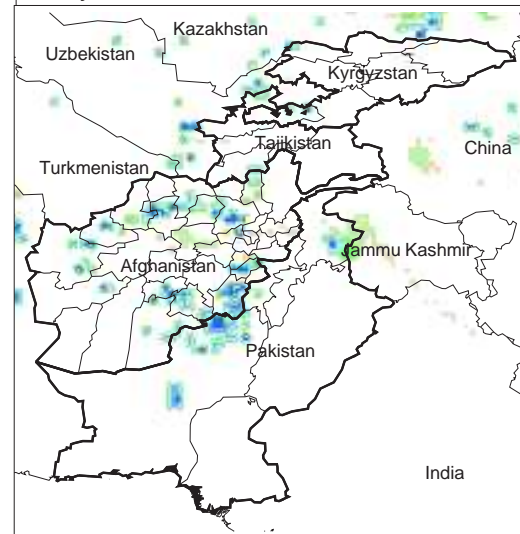 Kazakhstan
Uzbekistan
Kyrgyzstan
Tajikistan
China
Turkmenistan
Jammu Kashmir
Afghanistan
Pakistan
India